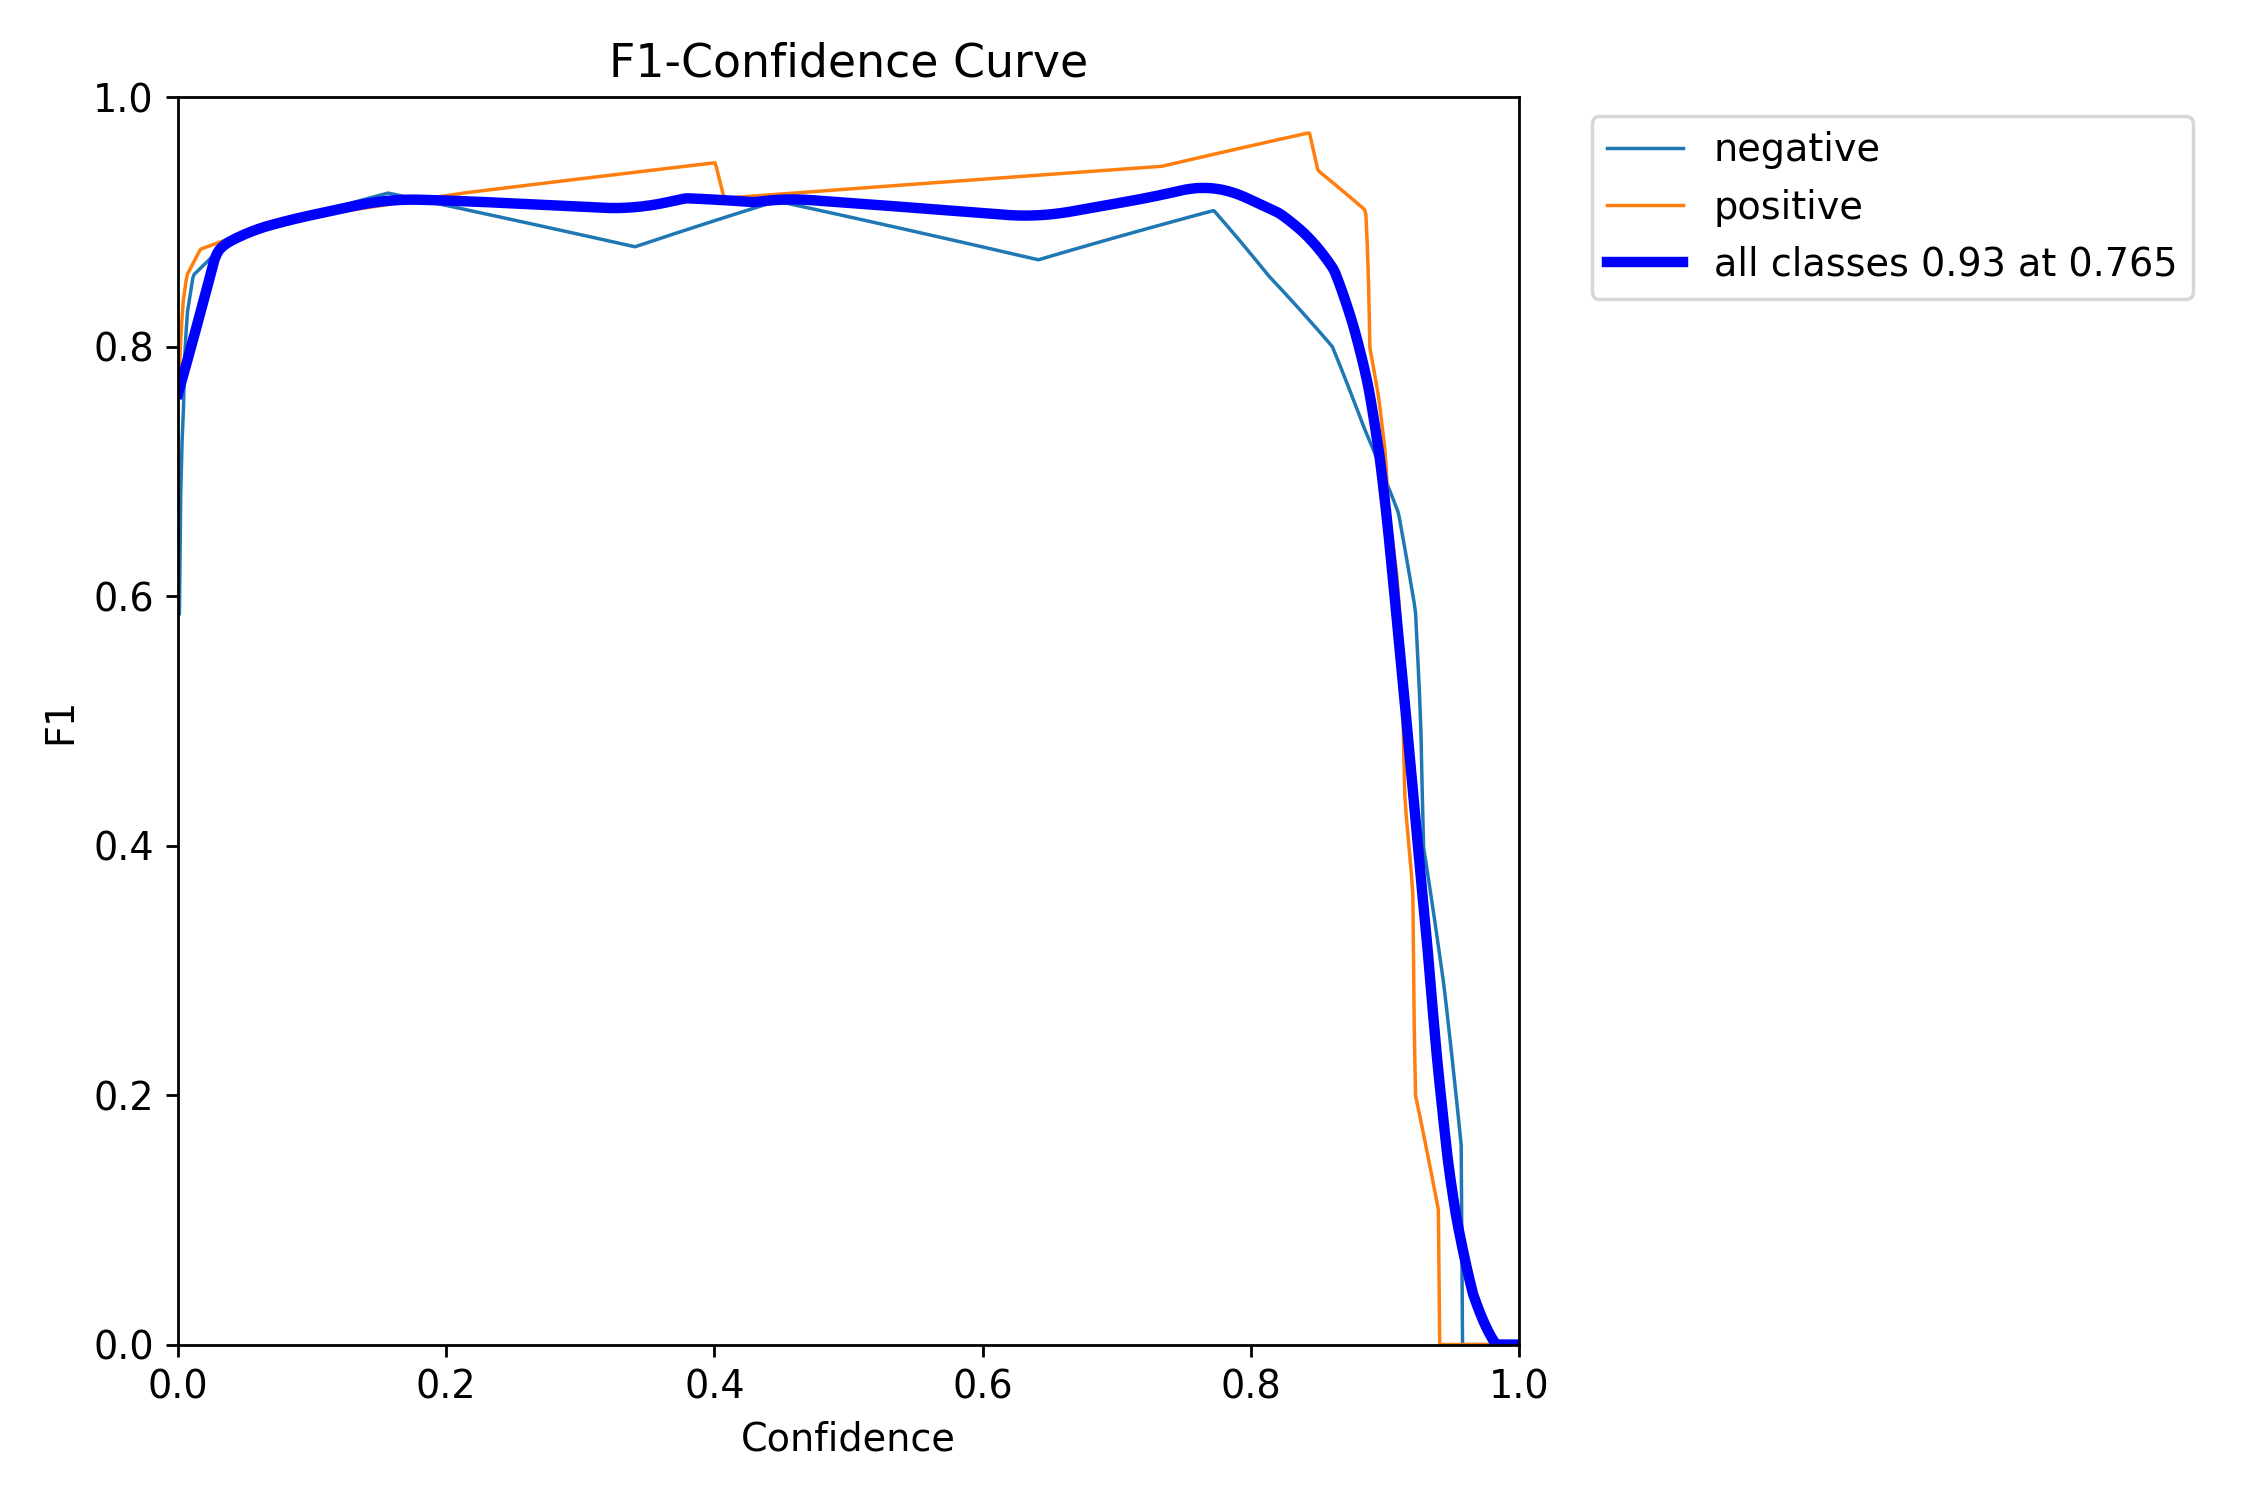 F1-Confidence Curve
1.0
0.8
0.6
0.4
0.2
0.0
F1
0.0 0.2 0.4 0.6 0.8 1.0
Confidence
negative
positive
all classes 0.93 at 0.765